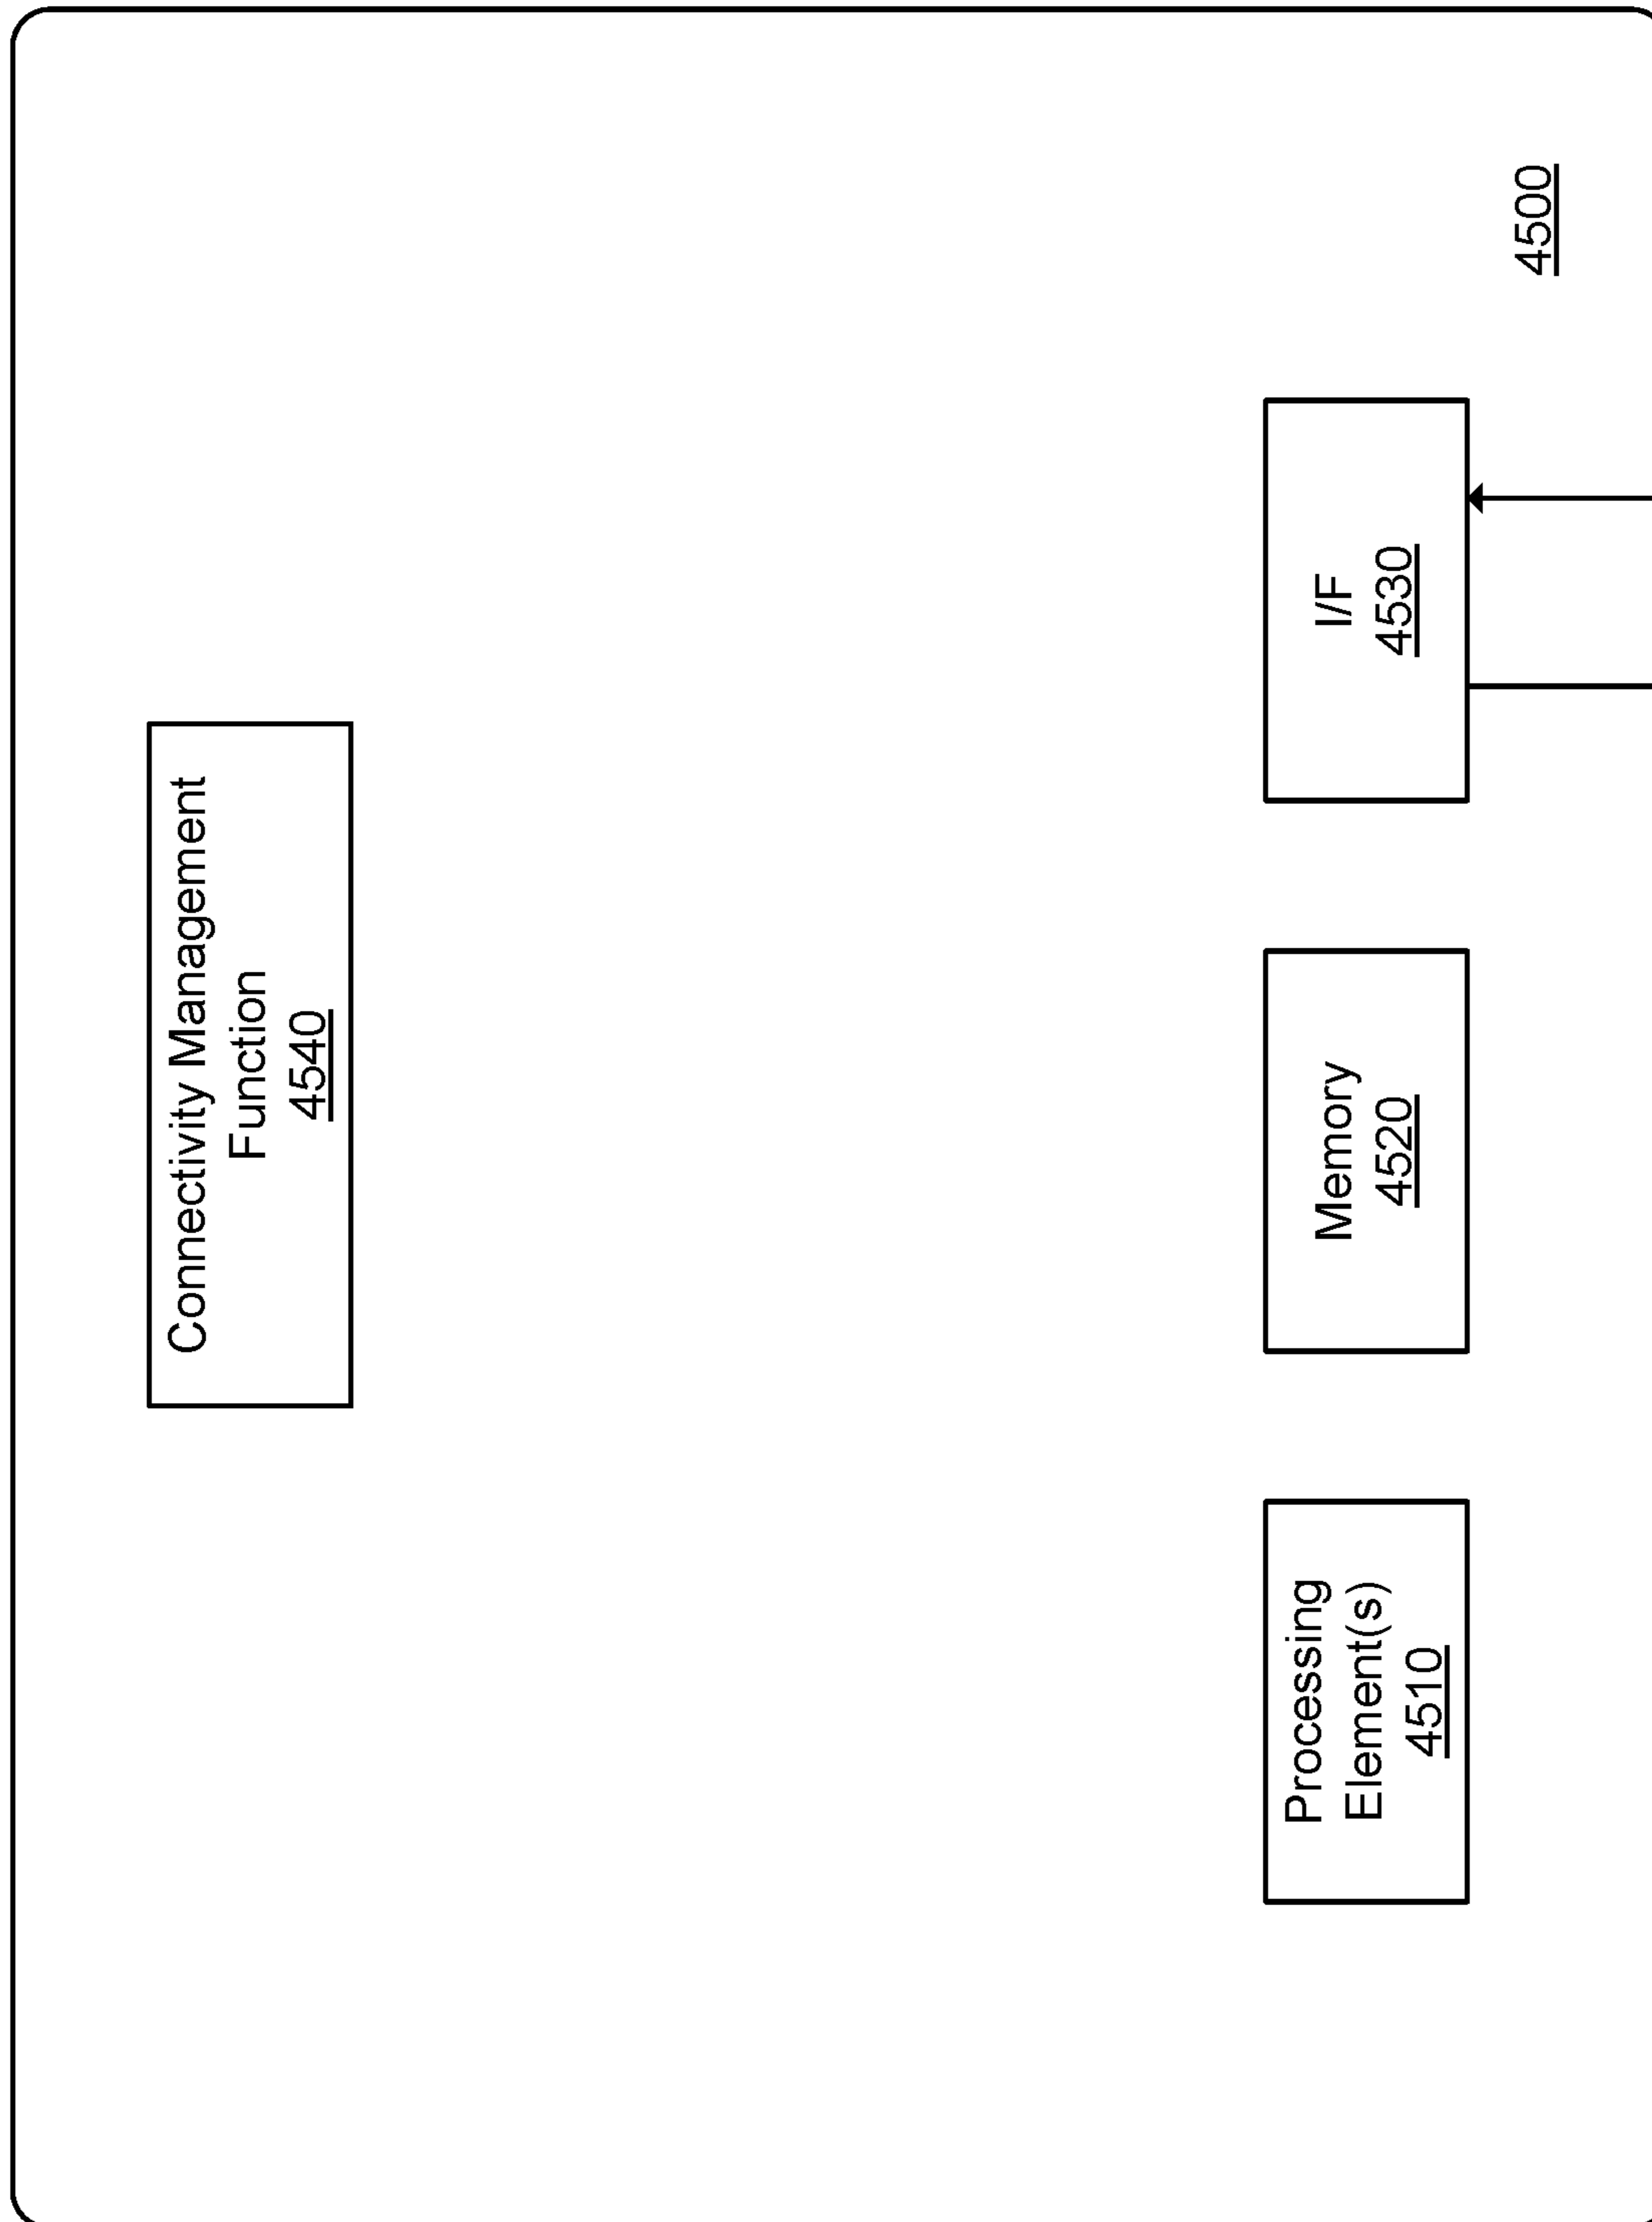 Connectivity Management
Function
4540
Processing
Element(s)
4510
Memory
4520
I/F
4530
4500